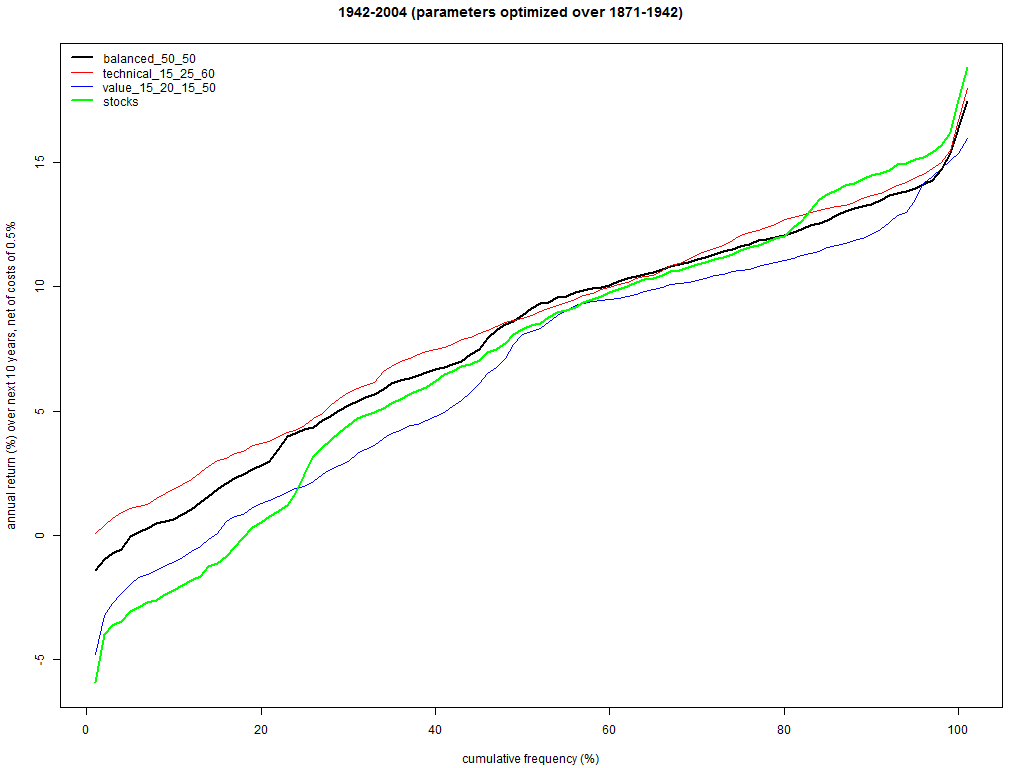 1942-2004 (parameters optimized over 1871-1942)
balanced_50_50
technical_15_25_60
value_15_20_15_50
stocks
annual return (%) over next 10 years, net of costs of 0.5%
15
10
5
0
-5
0 20 40 60 80 100
cumulative frequency (%)